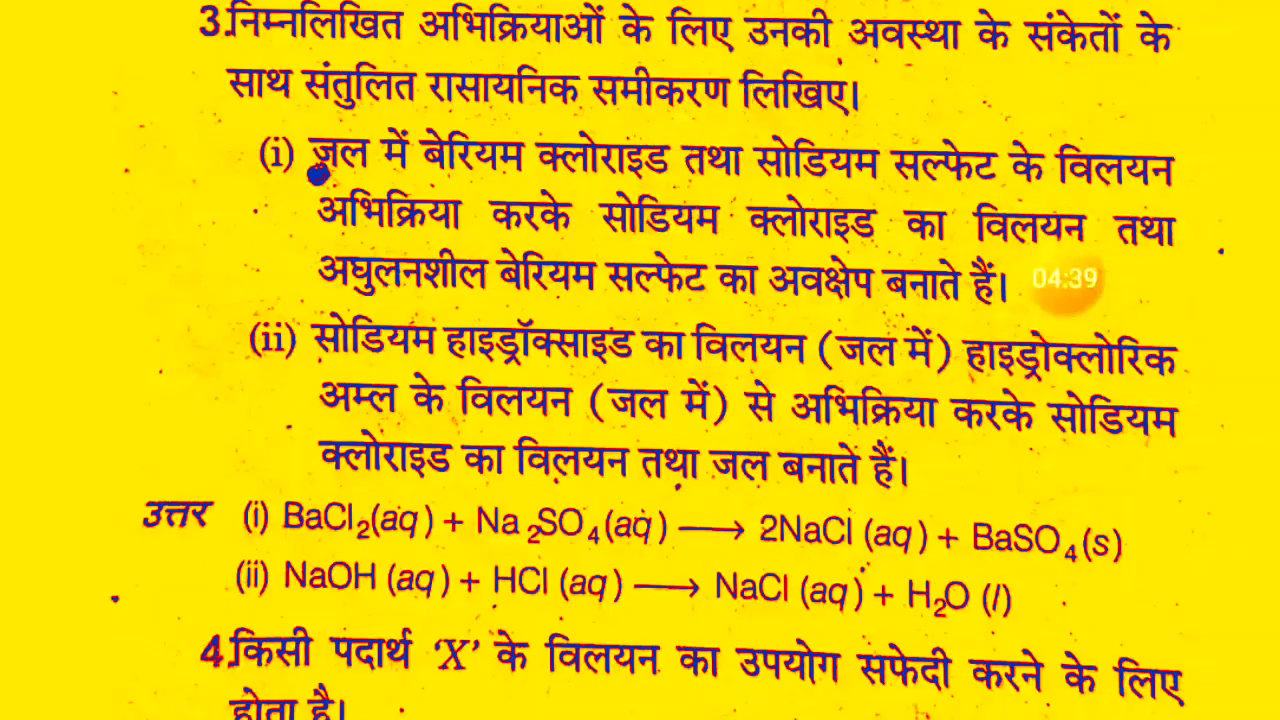 3.निम्नलिखित अभिक्रियाओं के लिए उनकी अवस्था के संकेतों के
साथ संतुलित रासायनिक समीकरण लिखिए।
(i) जल में बेरियम क्लोराइड तथा सोडियम सल्फेट के विलयन
अभिक्रिया करके सोडियम क्लोराइड का विलयन तथा
अघुलनशील बेरियम सल्फेट का अवक्षेप बनाते हैं।
04:39
(ii) सोडियम हाइड्रॉक्साइड का विलयन (जल में) हाइड्रोक्लोरिक
अम्ल के विलयन (जल में) से अभिक्रिया करके सोडियम
क्लोराइड का विलयन तथा जल बनाते हैं।
उत्तर (i) BaCl₂(aq) + Na₂SO₄(aq) ⟶ 2NaCl (aq) + BaSO₄(s)
(ii) NaOH (aq) + HCl (aq) ⟶ NaCl (aq) + H₂O (l)
4.किसी पदार्थ ‘X’ के विलयन का उपयोग सफेदी करने के लिए
होता है।